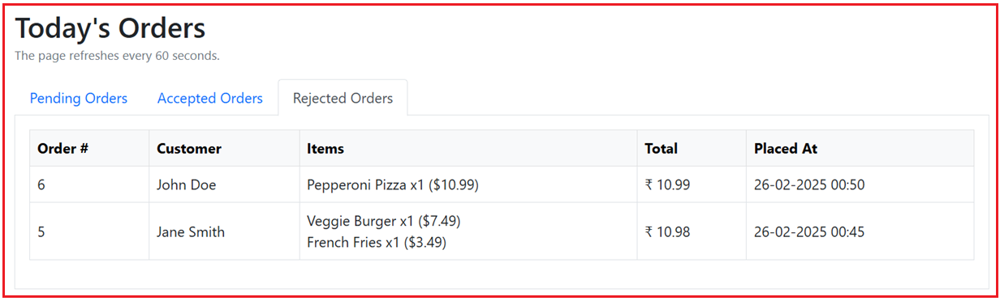 Today's Orders
The page refreshes every 60 seconds.
Pending Orders Accepted Orders Rejected Orders
Order # Customer Items Total Placed At
6 John Doe Pepperoni Pizza x1 ($10.99) ₹ 10.99 26-02-2025 00:50
5 Jane Smith Veggie Burger x1 ($7.49) ₹ 10.98 26-02-2025 00:45
French Fries x1 ($3.49)